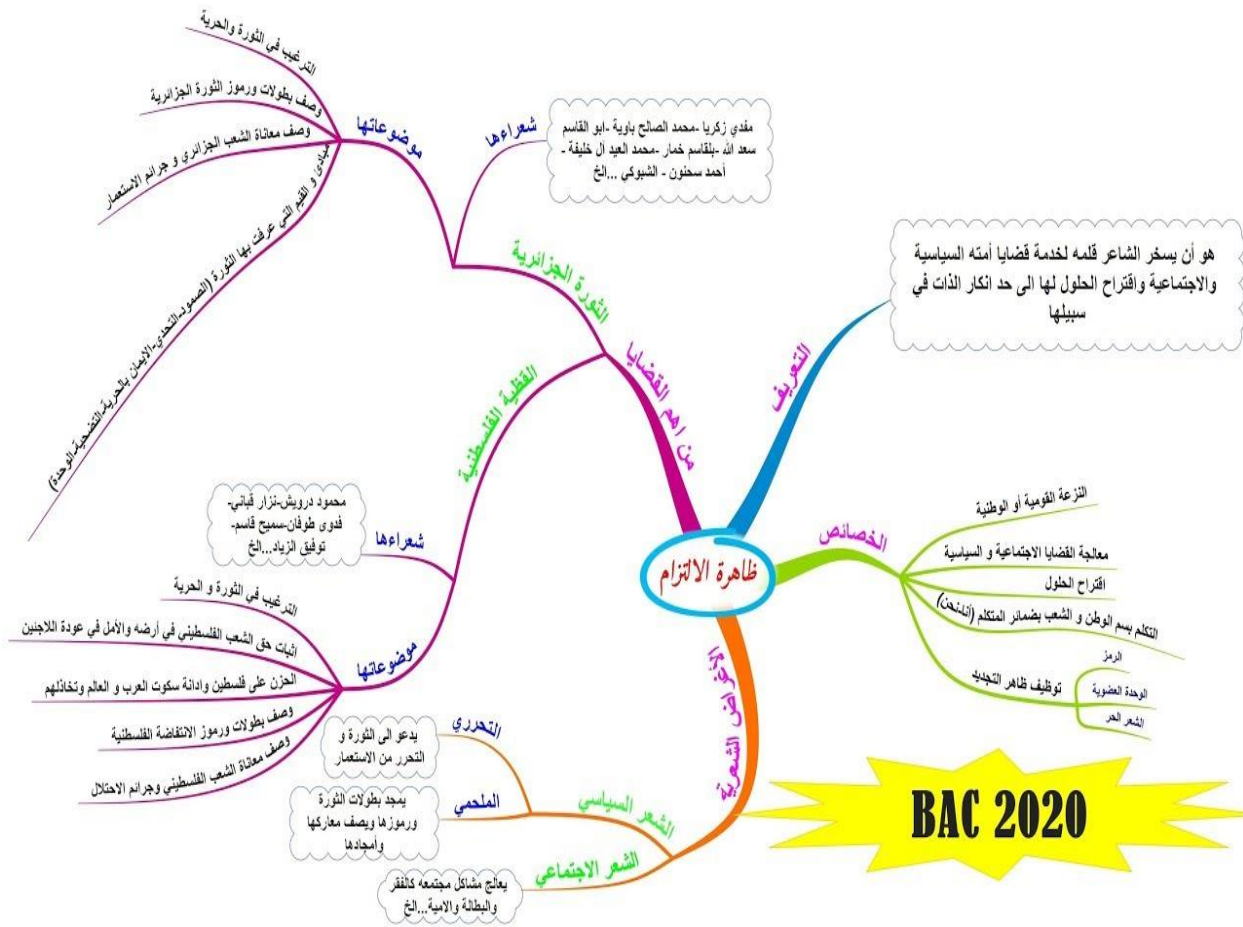 ظاهرة الالتزام
التعريف
هو أن يسخر الشاعر قلمه لخدمة قضايا أمته السياسية
والاجتماعية واقتراح الحلول لها الى حد انكار الذات في
سبيلها
الخصائص
النزعة القومية أو الوطنية
معالجة القضايا الاجتماعية و السياسية
اقتراح الحلول
التكلم بسم الوطن و الشعب بضمائر المتكلم (أنا-نحن)
توظيف ظاهر التجديد
الرمز
الوحدة العضوية
الشعر الحر
من اهم القضايا
الثورة الجزائرية
شعراءها
مفدي زكريا -محمد الصالح باوية -ابو القاسم
سعد الله -بلقاسم خمار -محمد العيد آل خليفة -
أحمد سحنون - الشبوكي ...الخ
موضوعاتها
الترغيب في الثورة والحرية
وصف بطولات ورموز الثورة الجزائرية
وصف معاناة الشعب الجزائري و جرائم الاستعمار
مبادئ و القيم التي عرفت بها الثورة (الصمود-التحدي-الايمان بالحرية-التضحية-الوحدة)
القظية الفلسطنية
شعراءها
محمود درويش-نزار قباني-
فدوى طوفان-سميح قاسم-
توفيق الزياد...الخ
موضوعاتها
الترغيب في الثورة و الحرية
اثبات حق الشعب الفلسطيني في أرضه والأمل في عودة اللاجئين
الحزن على فلسطين وادانة سكوت العرب و العالم وتخاذلهم
وصف بطولات ورموز الانتفاضة الفلسطنية
وصف معاناة الشعب الفلسطيني وجرائم الاحتلال
الاغراض الشعرية
الشعر السياسي
التحرري
يدعو الى الثورة و
التحرر من الاستعمار
الملحمي
يمجد بطولات الثورة
ورموزها ويصف معاركها
وأمجادها
الشعر الاجتماعي
يعالج مشاكل مجتمعه كالفقر
والبطالة والامية...الخ
BAC 2020